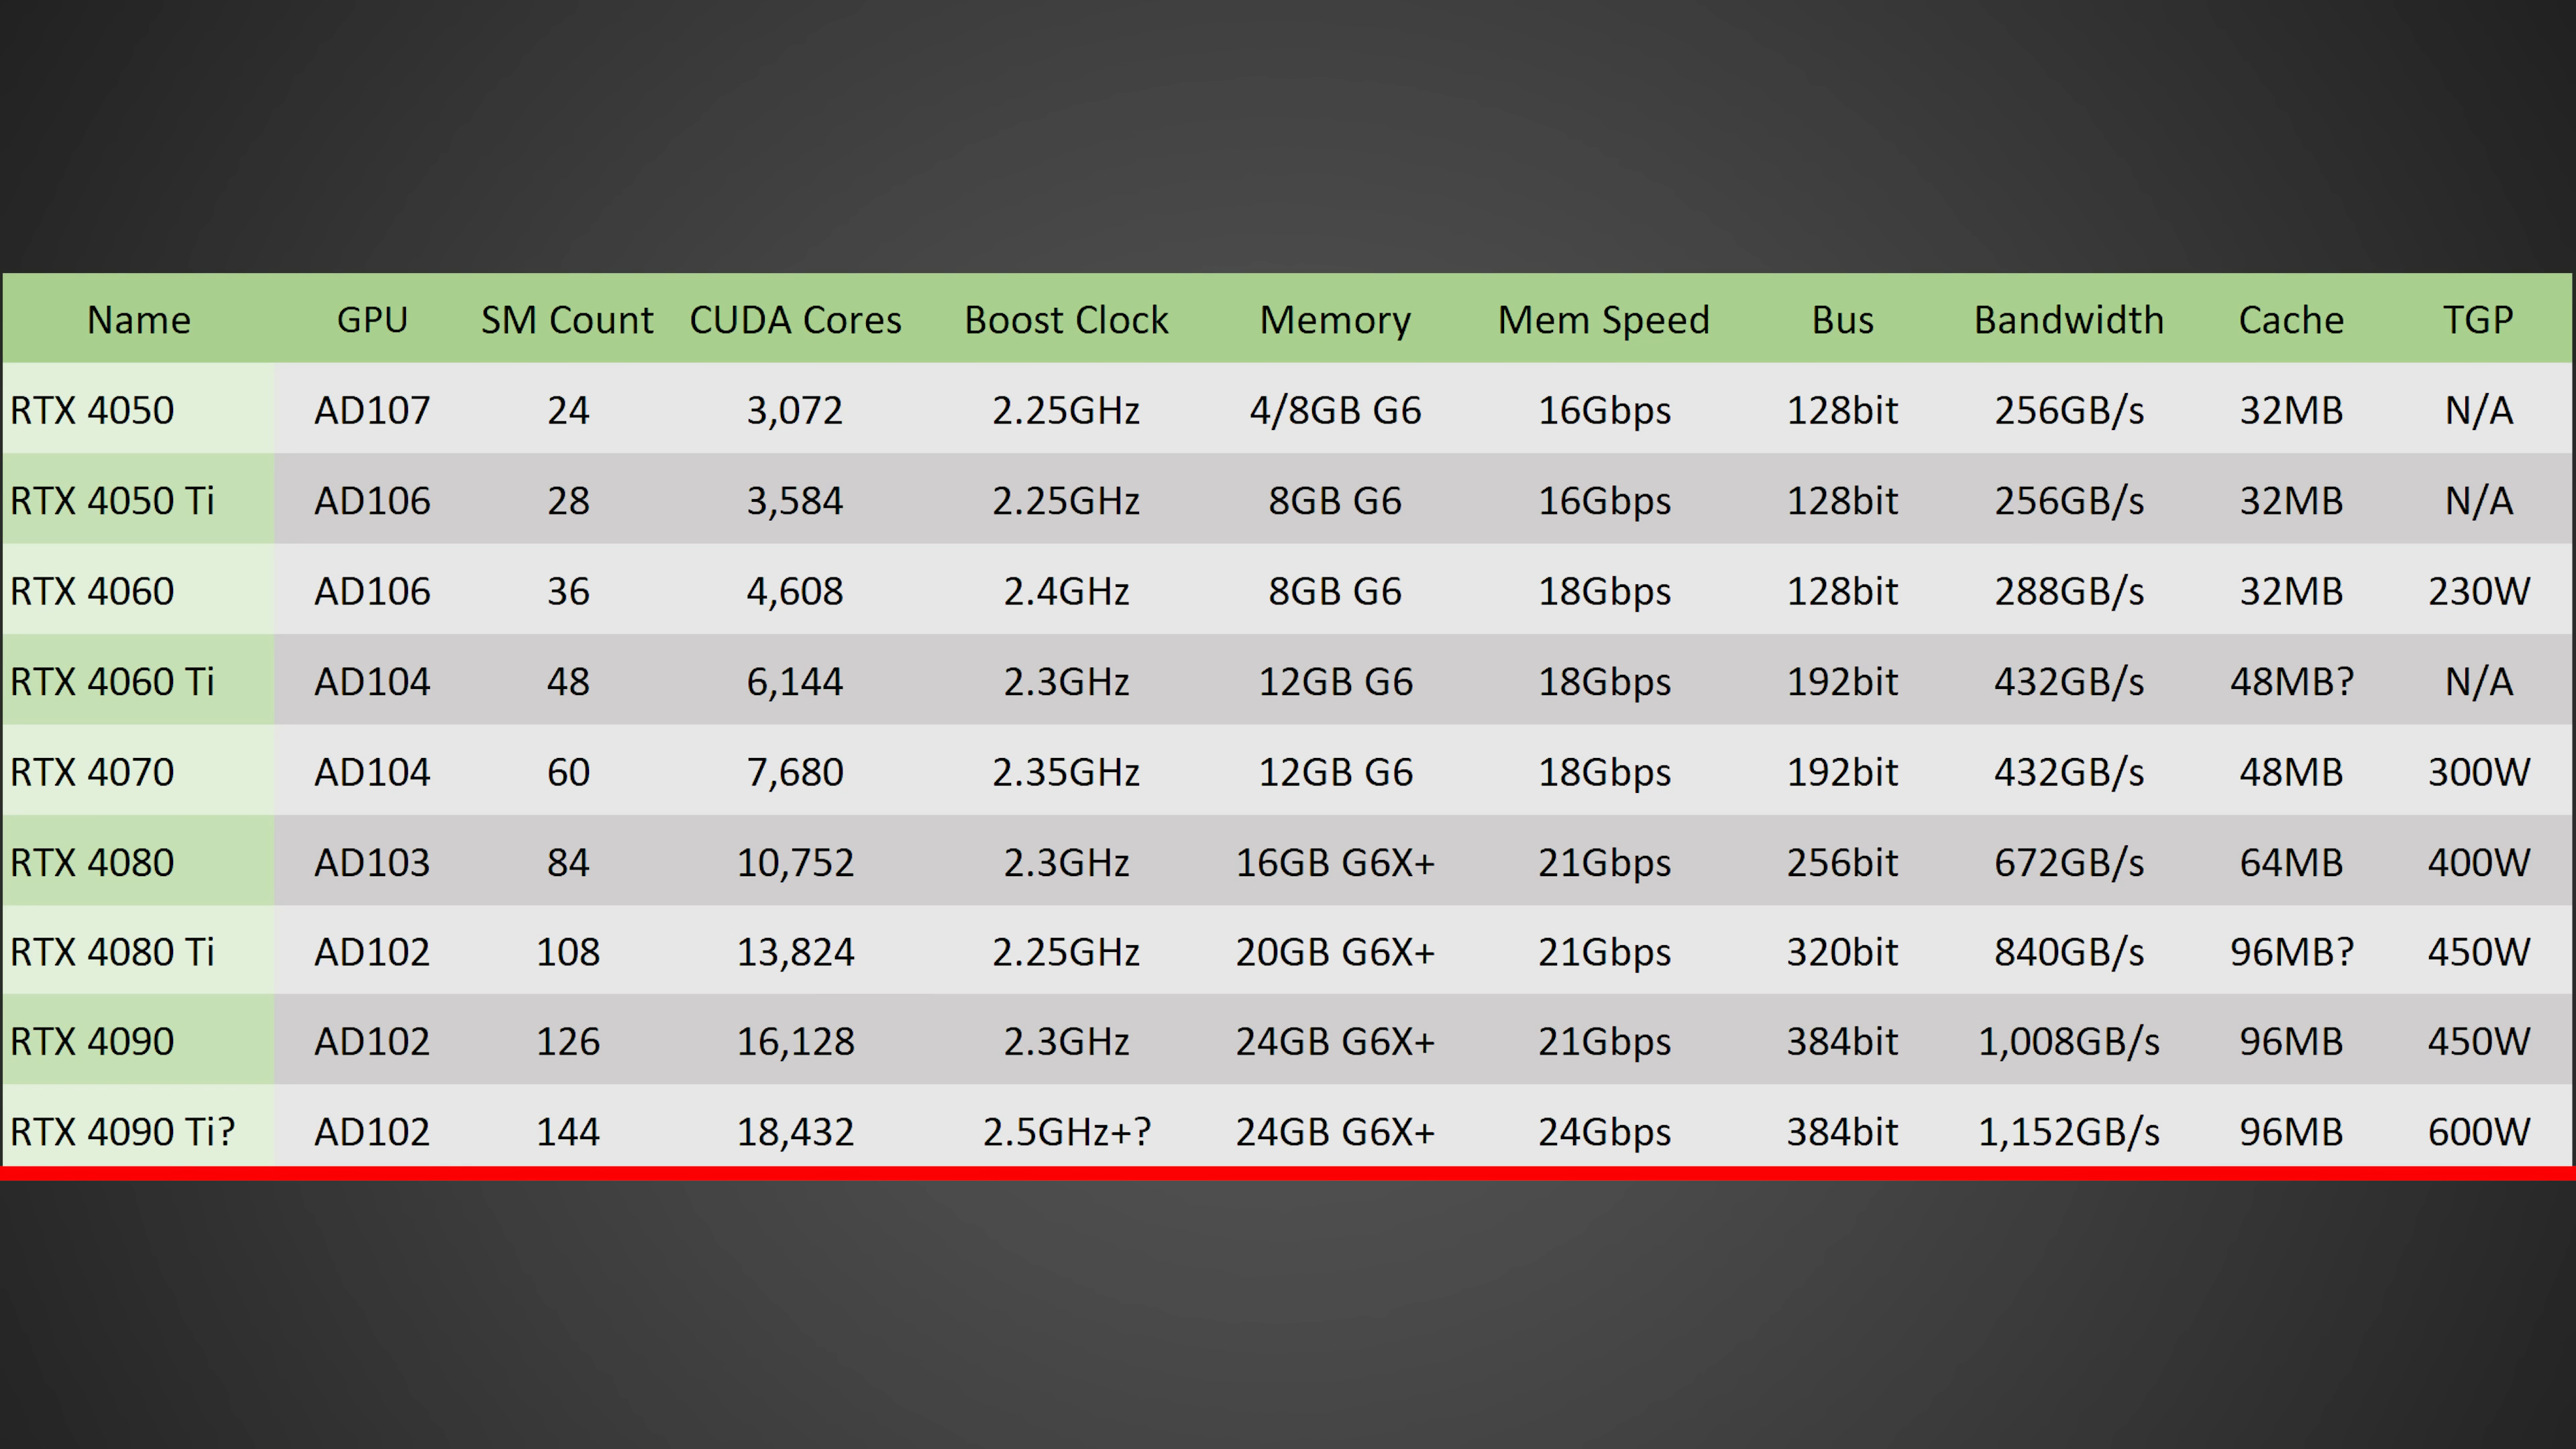 Name GPU SM Count CUDA Cores Boost Clock Memory Mem Speed Bus Bandwidth Cache TGP
RTX 4050 AD107 24 3,072 2.25GHz 4/8GB G6 16Gbps 128bit 256GB/s 32MB N/A
RTX 4050 Ti AD106 28 3,584 2.25GHz 8GB G6 16Gbps 128bit 256GB/s 32MB N/A
RTX 4060 AD106 36 4,608 2.4GHz 8GB G6 18Gbps 128bit 288GB/s 32MB 230W
RTX 4060 Ti AD104 48 6,144 2.3GHz 12GB G6 18Gbps 192bit 432GB/s 48MB? N/A
RTX 4070 AD104 60 7,680 2.35GHz 12GB G6 18Gbps 192bit 432GB/s 48MB 300W
RTX 4080 AD103 84 10,752 2.3GHz 16GB G6X+ 21Gbps 256bit 672GB/s 64MB 400W
RTX 4080 Ti AD102 108 13,824 2.25GHz 20GB G6X+ 21Gbps 320bit 840GB/s 96MB? 450W
RTX 4090 AD102 126 16,128 2.3GHz 24GB G6X+ 21Gbps 384bit 1,008GB/s 96MB 450W
RTX 4090 Ti? AD102 144 18,432 2.5GHz+? 24GB G6X+ 24Gbps 384bit 1,152GB/s 96MB 600W